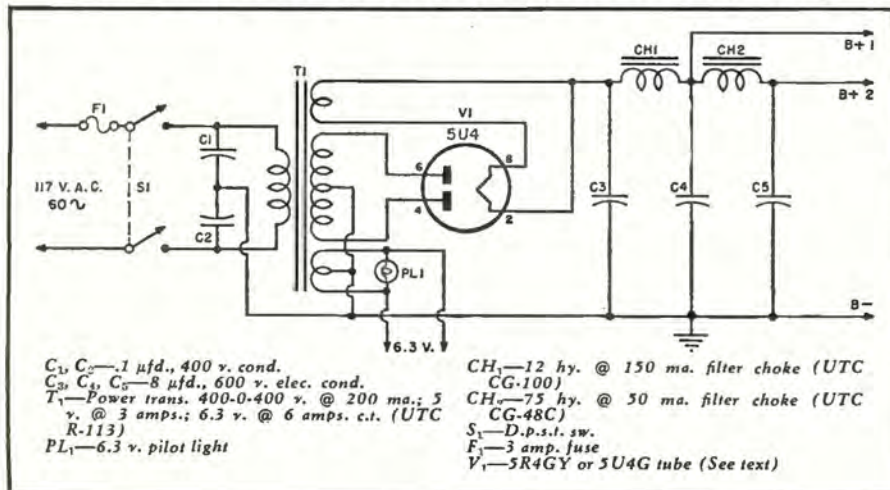 CH1
CH2
B+ 1
B+ 2
T1
V1
5U4
F1
6
8
4
2
C1
C2
S1
117 V. A.C.
60 ∿
C3
C4
C5
PL1
B−
6.3 V.
C₁, C₂—.1 μfd., 400 v. cond.
C₃, C₄, C₅—8 μfd., 600 v. elec. cond.
T₁—Power trans. 400-0-400 v. @ 200 ma.; 5
v. @ 3 amps.; 6.3 v. @ 6 amps. c.t. (UTC
R-113)
PL₁—6.3 v. pilot light
CH₁—12 hy. @ 150 ma. filter choke (UTC
CG-100)
CH₂—75 hy. @ 50 ma. filter choke (UTC
CG-48C)
S₁—D.p.s.t. sw.
F₁—3 amp. fuse
V₁—5R4GY or 5U4G tube (See text)